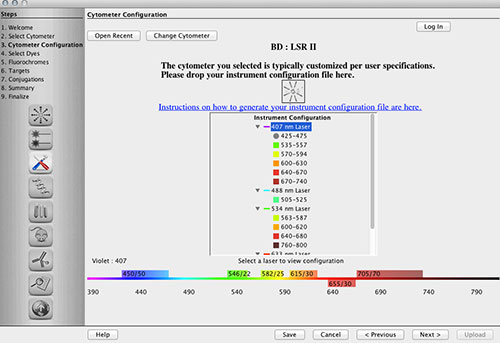 Steps
1. Welcome
2. Select Cytometer
3. Cytometer Configuration
4. Select Dyes
5. Fluorochromes
6. Targets
7. Conjugations
8. Summary
9. Finalize
Cytometer Configuration
Log In
Open Recent
Change Cytometer
BD : LSR II
The cytometer you selected is typically customized per user specifications.
Please drop your instrument configuration file here.
Instructions on how to generate your instrument configuration file are here.
Instrument Configuration
407 nm Laser
425-475
535-557
570-594
600-630
640-670
670-740
488 nm Laser
505-525
534 nm Laser
563-587
600-620
640-680
760-800
633 nm Laser
Violet : 407
Select a laser to view configuration
450/50
546/22
582/25
615/30
705/70
655/30
390
440
490
540
590
640
690
740
790
Help
Save
Cancel
< Previous
Next >
Upload